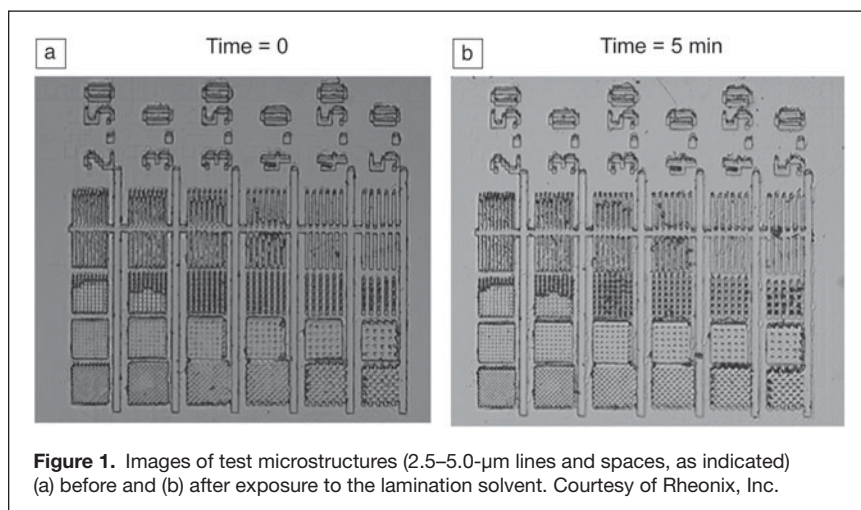 a
Time = 0
b
Time = 5 min
Figure 1. Images of test microstructures (2.5–5.0-μm lines and spaces, as indicated)
(a) before and (b) after exposure to the lamination solvent. Courtesy of Rheonix, Inc.